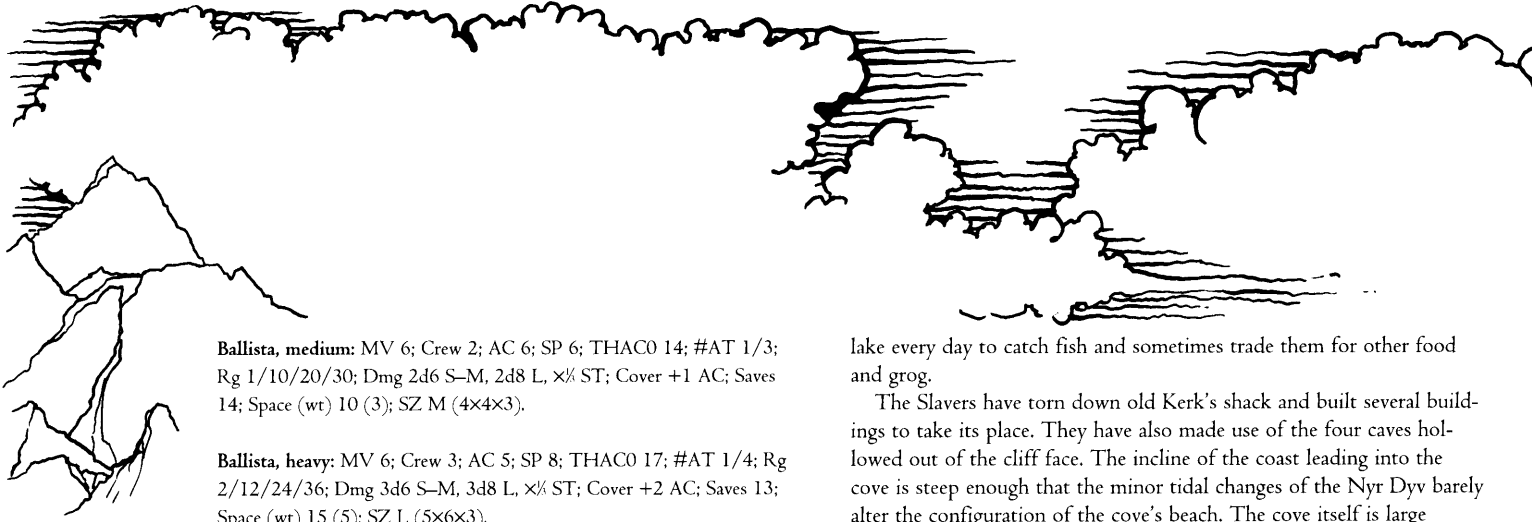 Ballista, medium: MV 6; Crew 2; AC 6; SP 6; THAC0 14; #AT 1/3;
Rg 1/10/20/30; Dmg 2d6 S–M, 2d8 L, ×¼ ST; Cover +1 AC; Saves
14; Space (wt) 10 (3); SZ M (4×4×3).
Ballista, heavy: MV 6; Crew 3; AC 5; SP 8; THAC0 17; #AT 1/4; Rg
2/12/24/36; Dmg 3d6 S–M, 3d8 L, ST; Cover +2 AC; Saves 13;
Space (wt) 15 (5); SZ L (5×6×3).
lake every day to catch fish and sometimes trade them for other food
and grog.
The Slavers have torn down old Kerk's shack and built several build-
ings to take its place. They have also made use of the four caves hol-
lowed out of the cliff face. The incline of the coast leading into the
cove is steep enough that the minor tidal changes of the Nyr Dyv barely
alter the configuration of the cove's beach. The cove itself is large